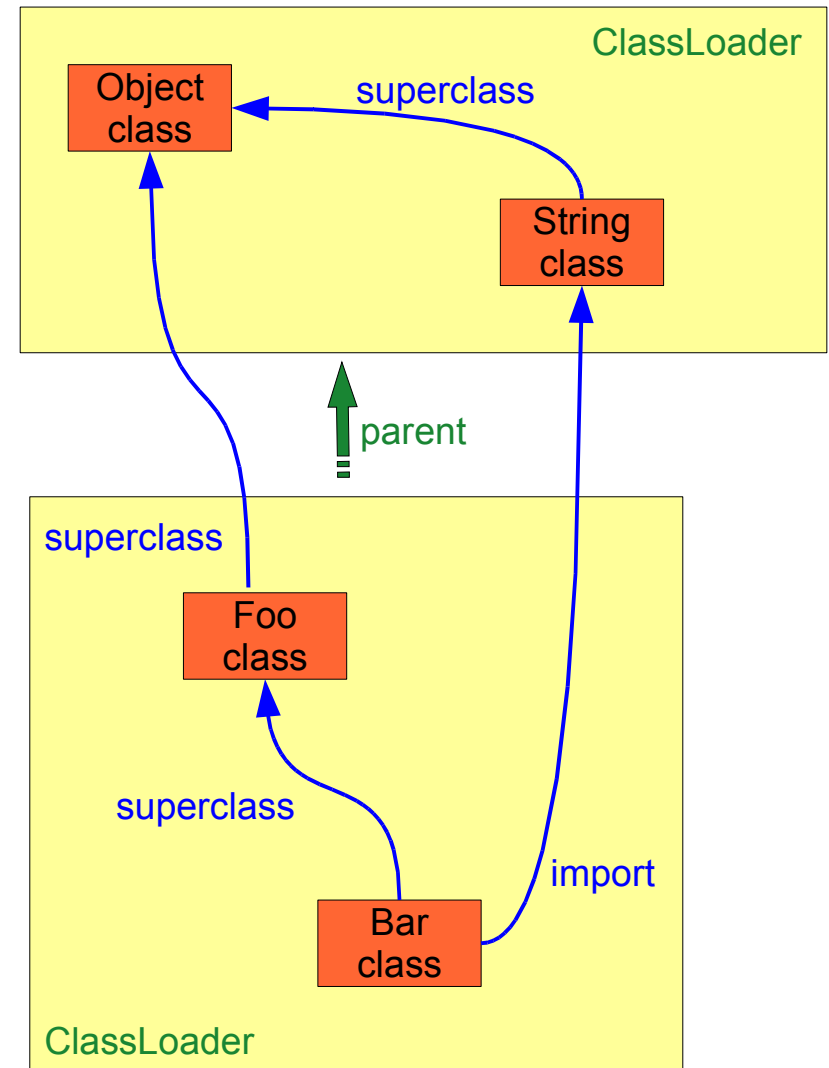 ClassLoader
Object
class
superclass
String
class
parent
superclass
Foo
class
superclass
import
Bar
class
ClassLoader